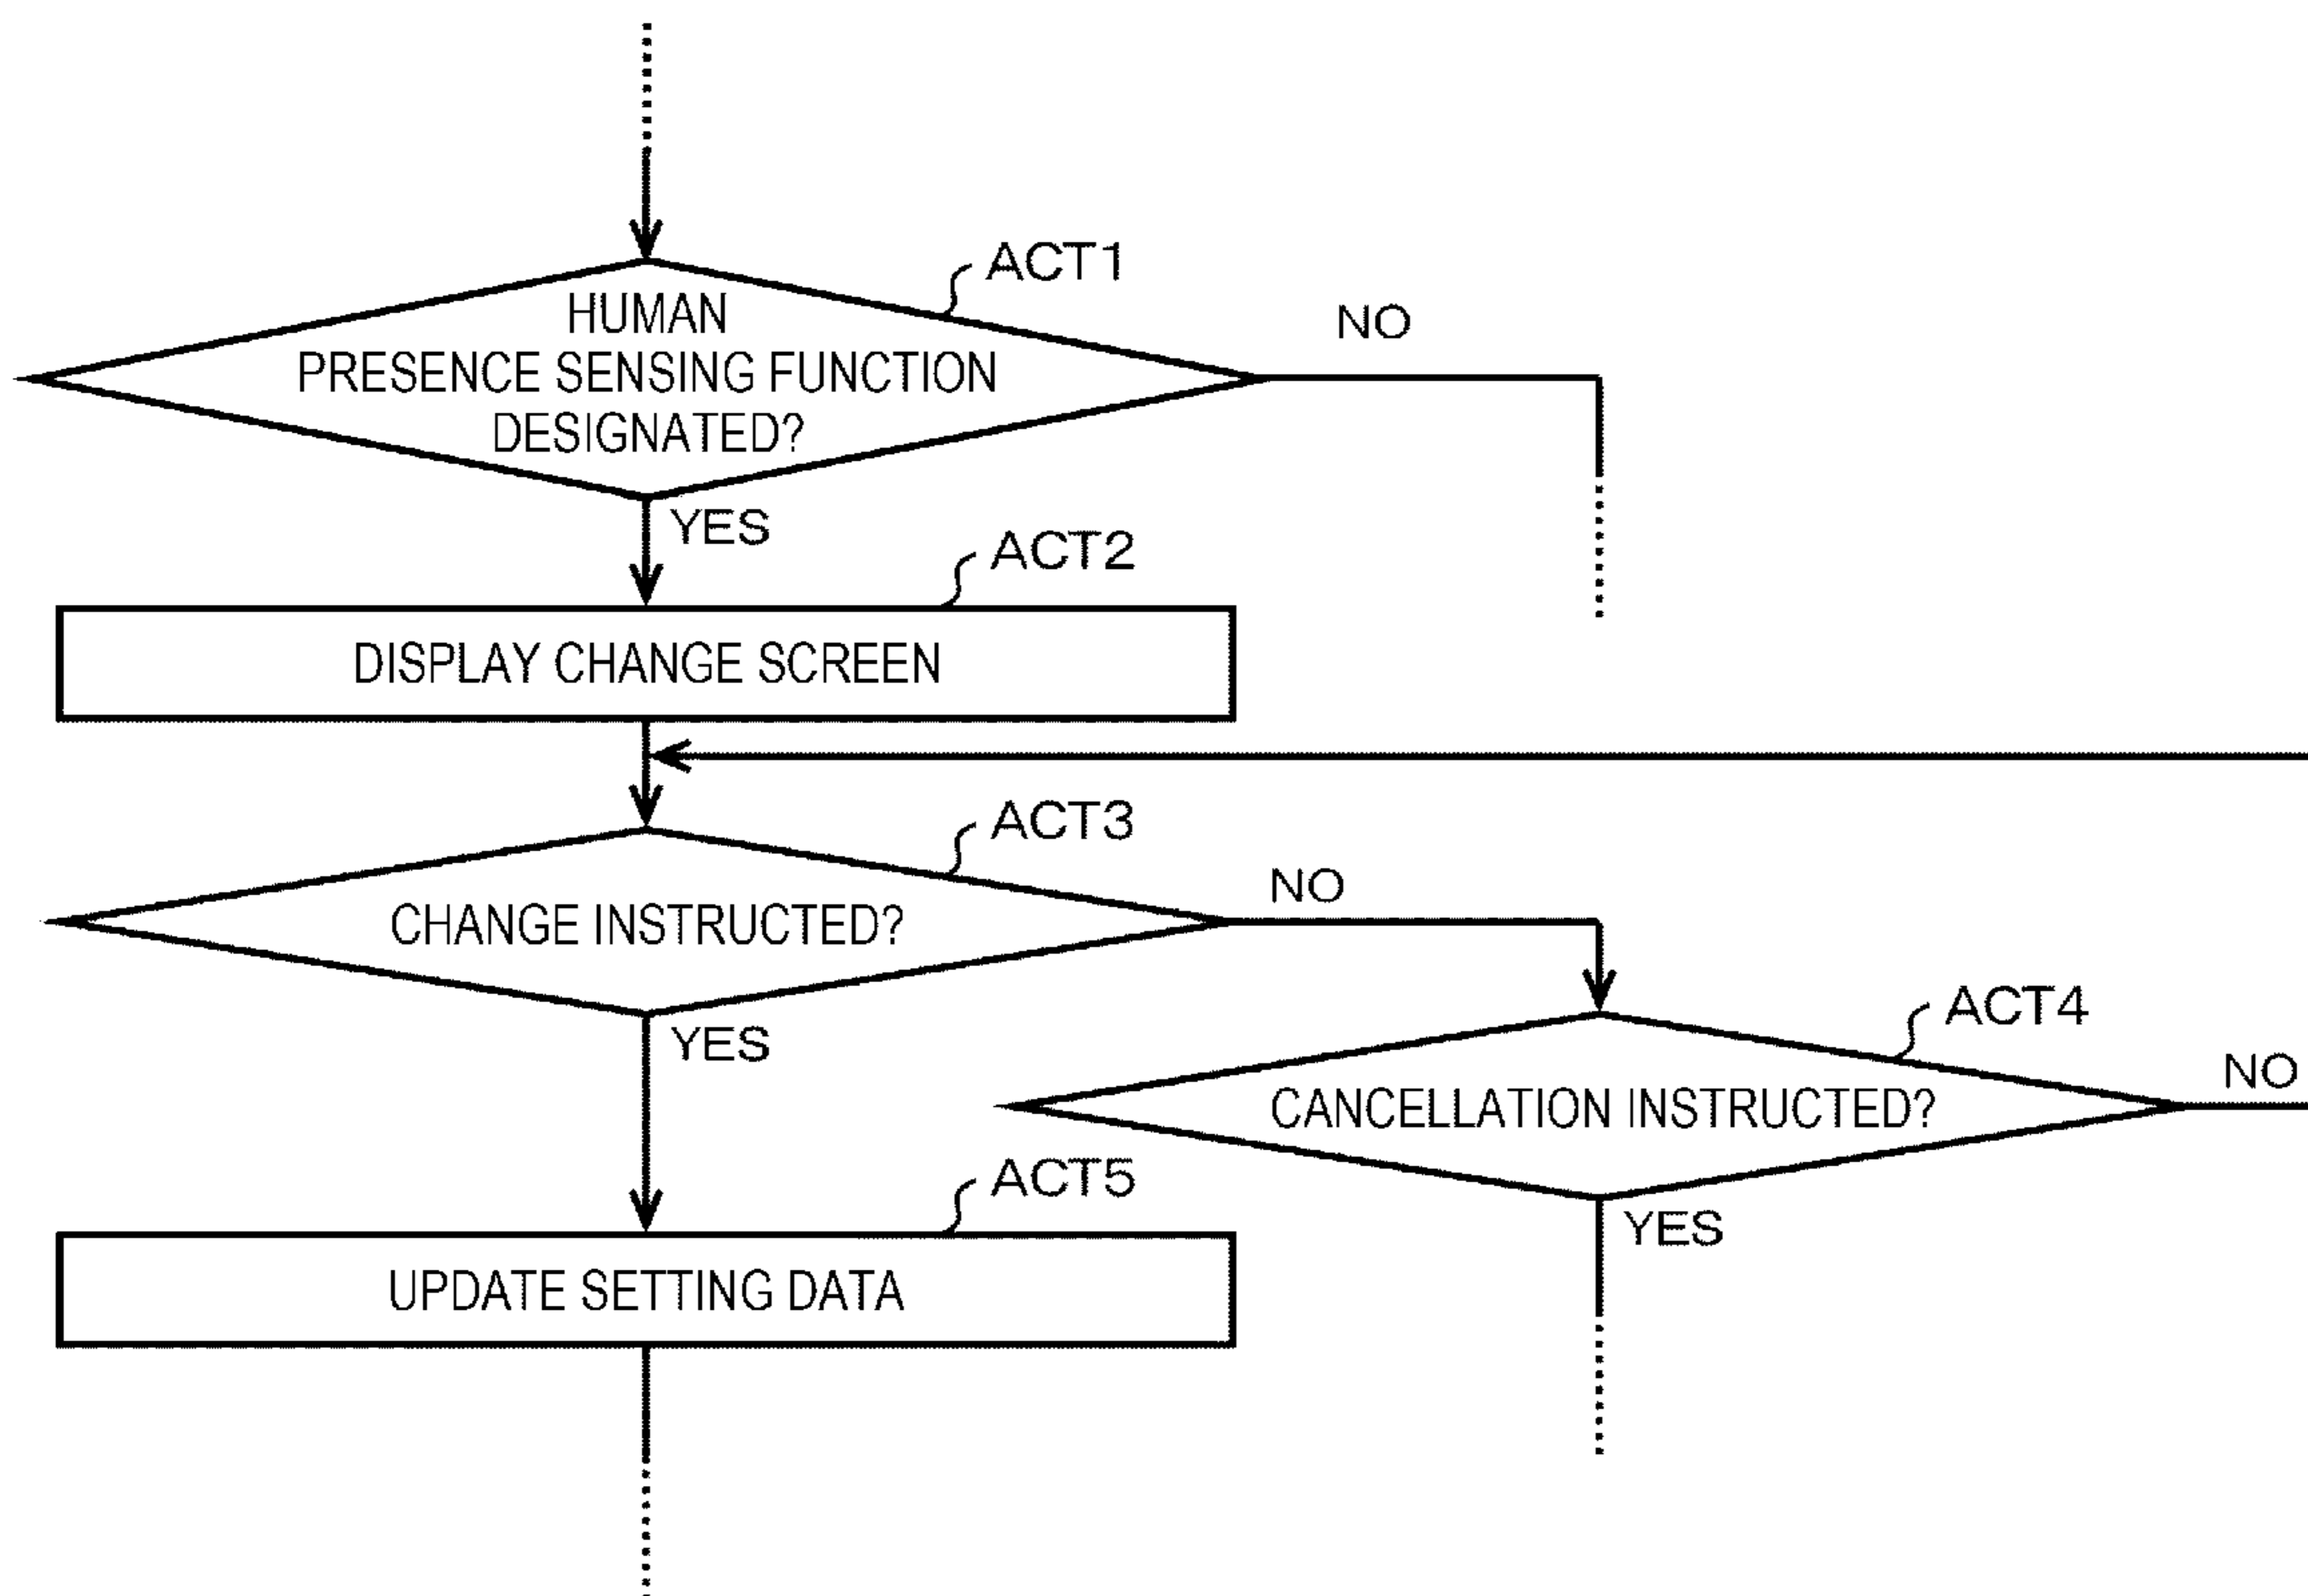 ACT1
HUMAN
PRESENCE SENSING FUNCTION
DESIGNATED?
NO
YES
ACT2
DISPLAY CHANGE SCREEN
ACT3
CHANGE INSTRUCTED?
NO
YES
ACT4
CANCELLATION INSTRUCTED?
NO
YES
ACT5
UPDATE SETTING DATA